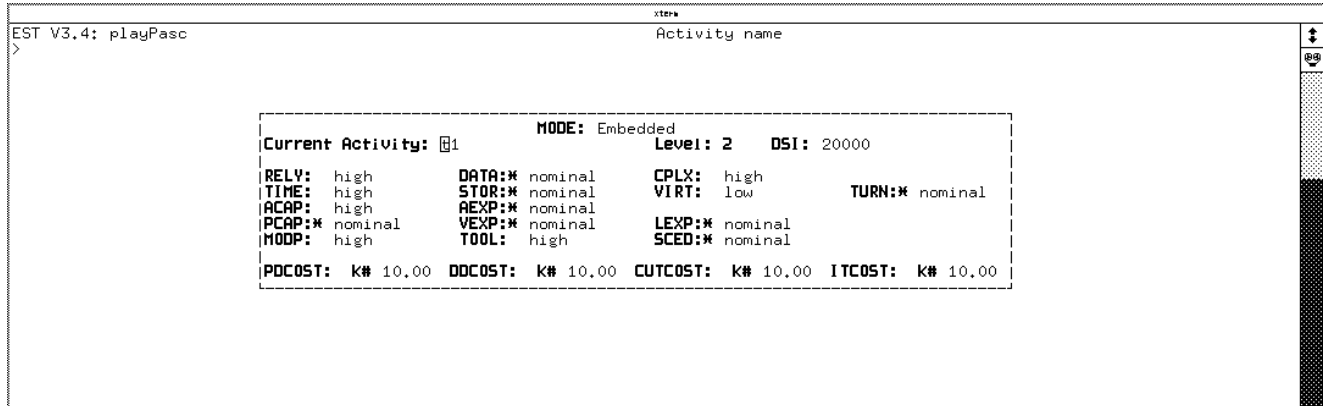 xterm
EST V3.4: playPasc Activity name
>
MODE: Embedded
Current Activity: t1 Level: 2 DSI: 20000
RELY: high DATA:* nominal CPLX: high
TIME: high STOR:* nominal VIRT: low TURN:* nominal
ACAP: high AEXP:* nominal
PCAP:* nominal VEXP:* nominal LEXP:* nominal
MODP: high TOOL: high SCED:* nominal
PDCOST: K# 10.00 DDCOST: K# 10.00 CUTCOST: K# 10.00 ITCOST: K# 10.00